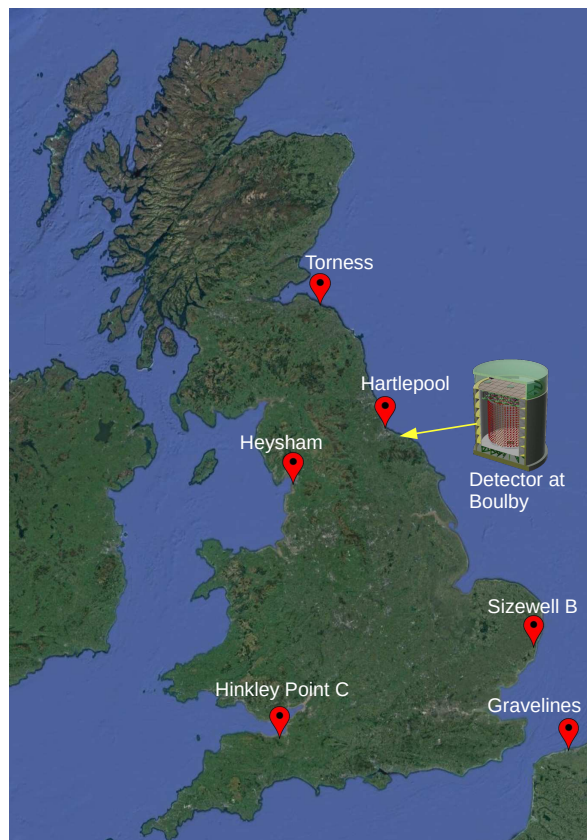 Torness
Hartlepool
Heysham
Detector at
Boulby
Sizewell B
Hinkley Point C
Gravelines